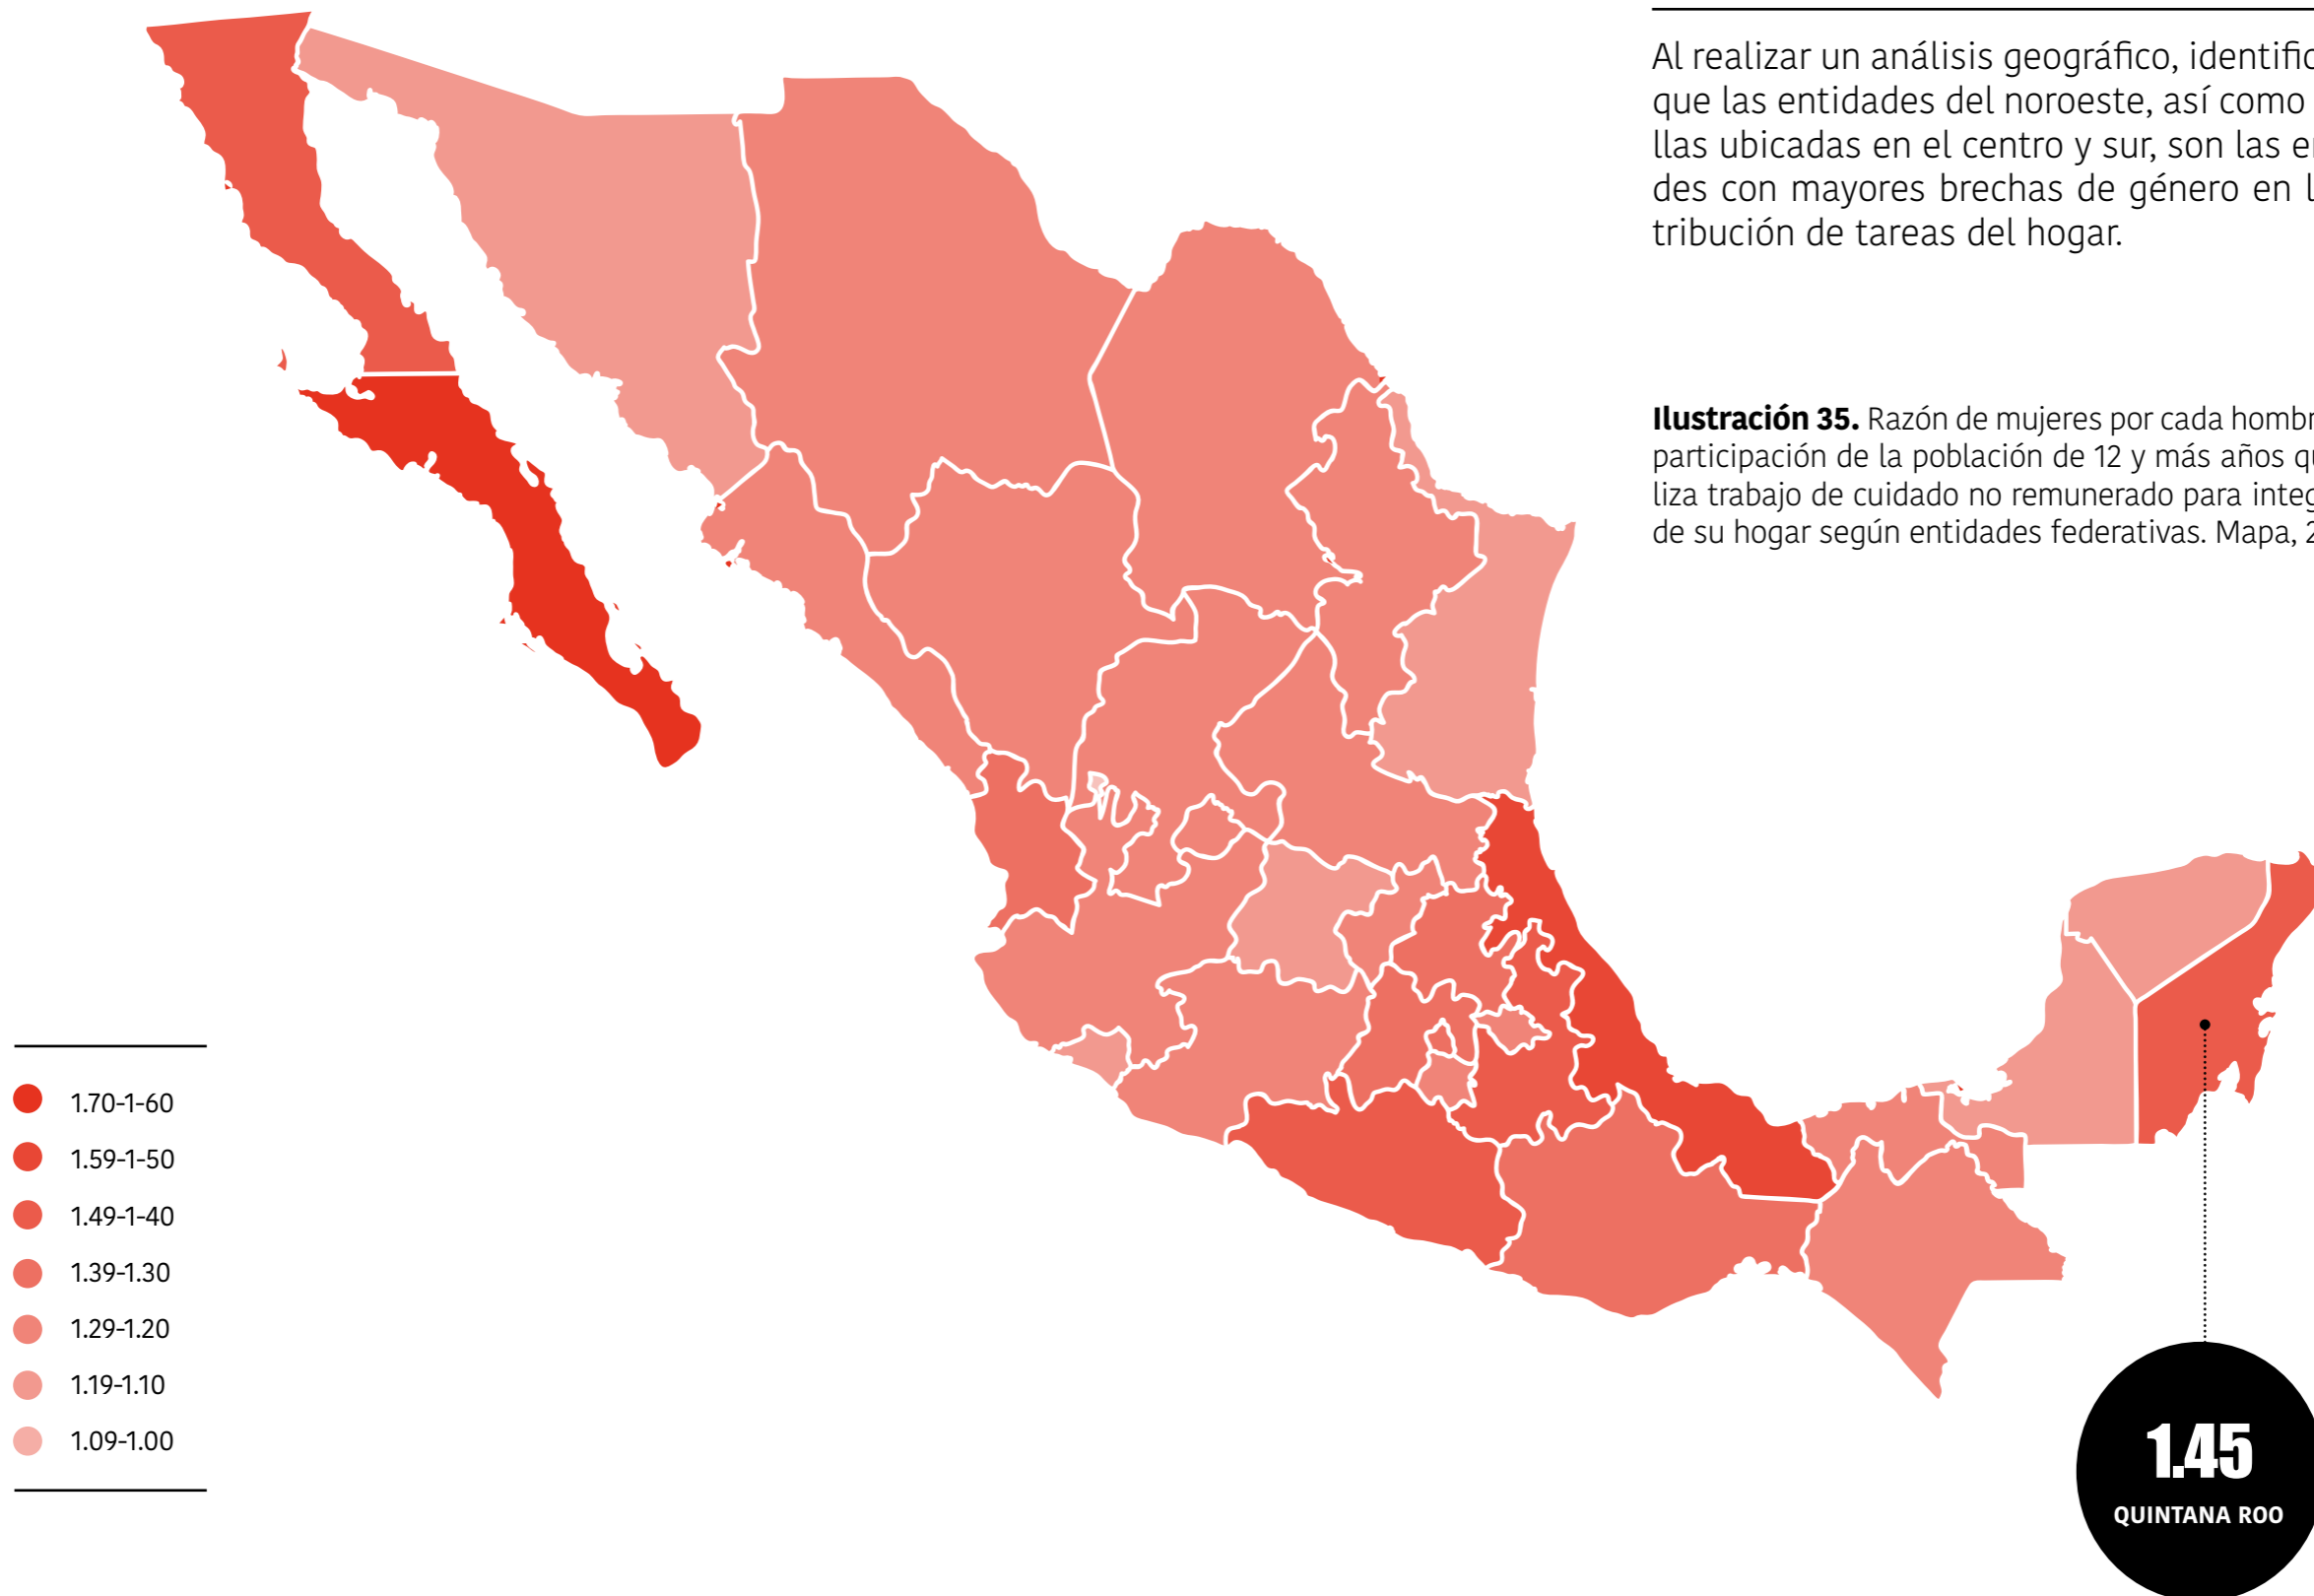 Al realizar un análisis geográfico,
que las entidades del noroeste, así como
llas ubicadas en el centro y sur, son las
des con mayores brechas de género en
tribución de tareas del hogar.
Ilustración 35. Razón de mujeres por cada
participación de la población de 12 y más años
liza trabajo de cuidado no remunerado para
de su hogar según entidades federativas. Mapa,
1.70-1-60
1.59-1-50
1.49-1-40
1.39-1.30
1.29-1.20
1.19-1.10
1.09-1.00
1.45
QUINTANA ROO